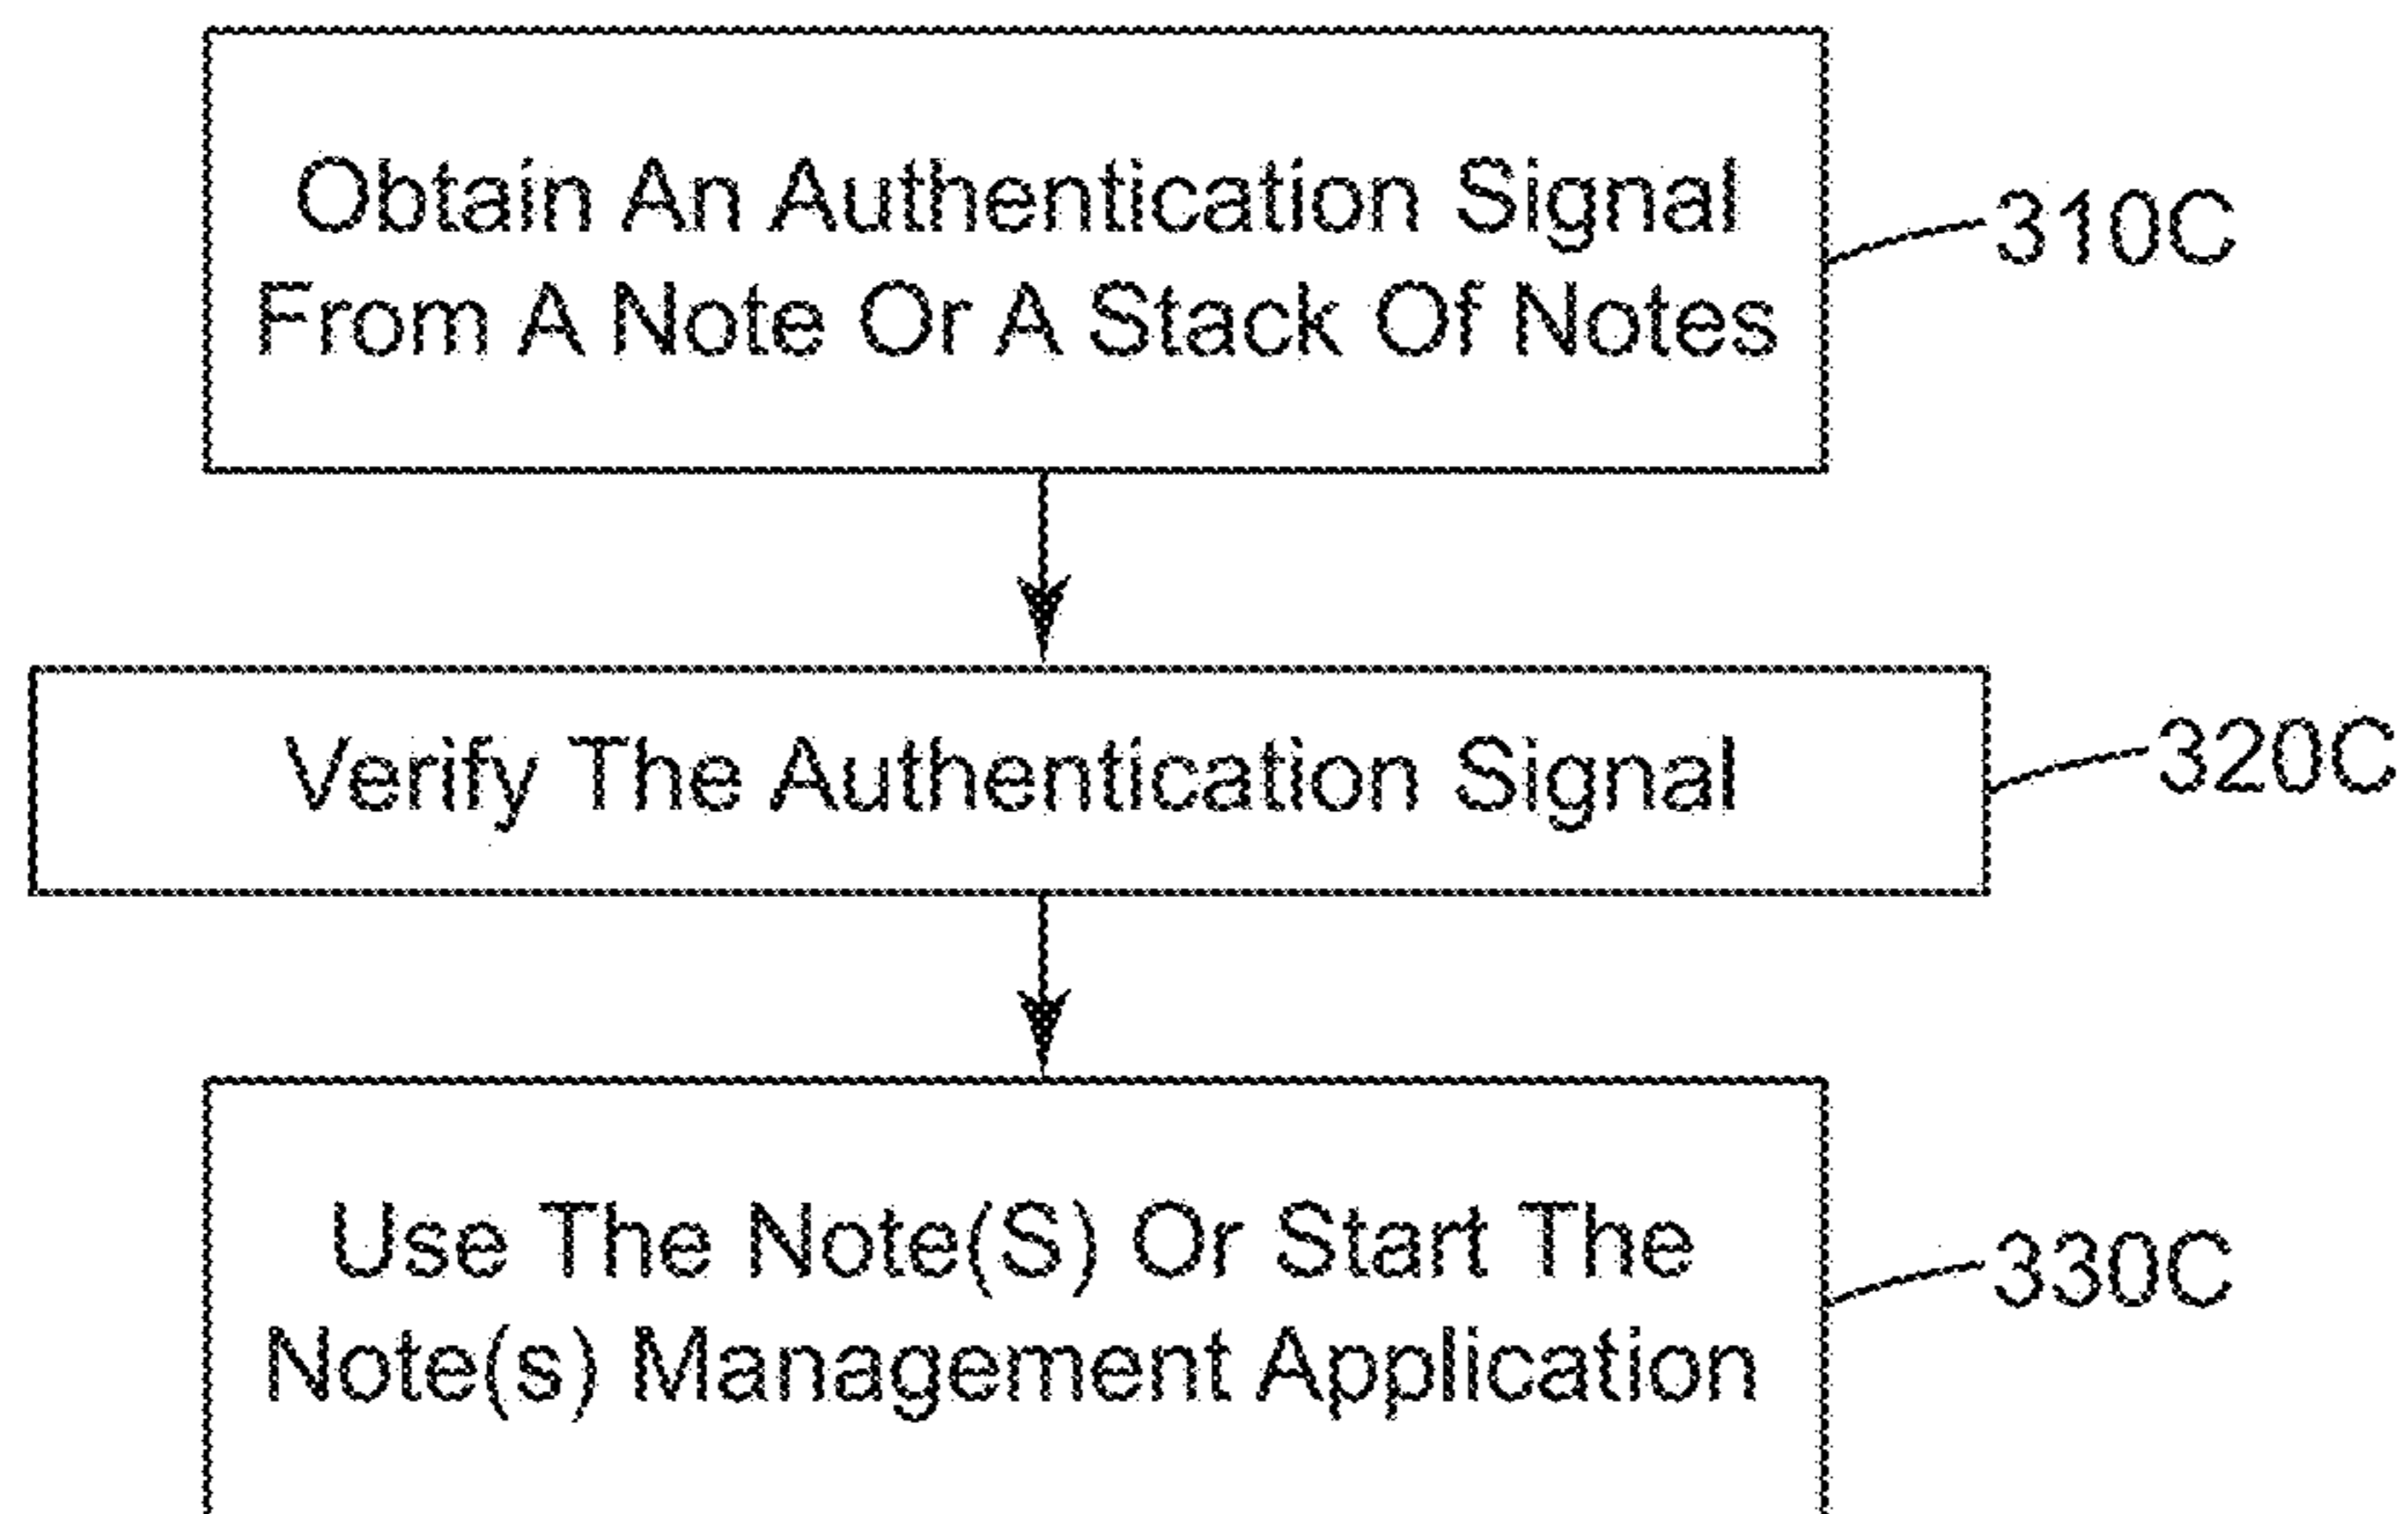 Obtain An Authentication Signal
From A Note Or A Stack Of Notes
310C
Verify The Authentication Signal
320C
Use The Note(S) Or Start The
Note(s) Management Application
330C